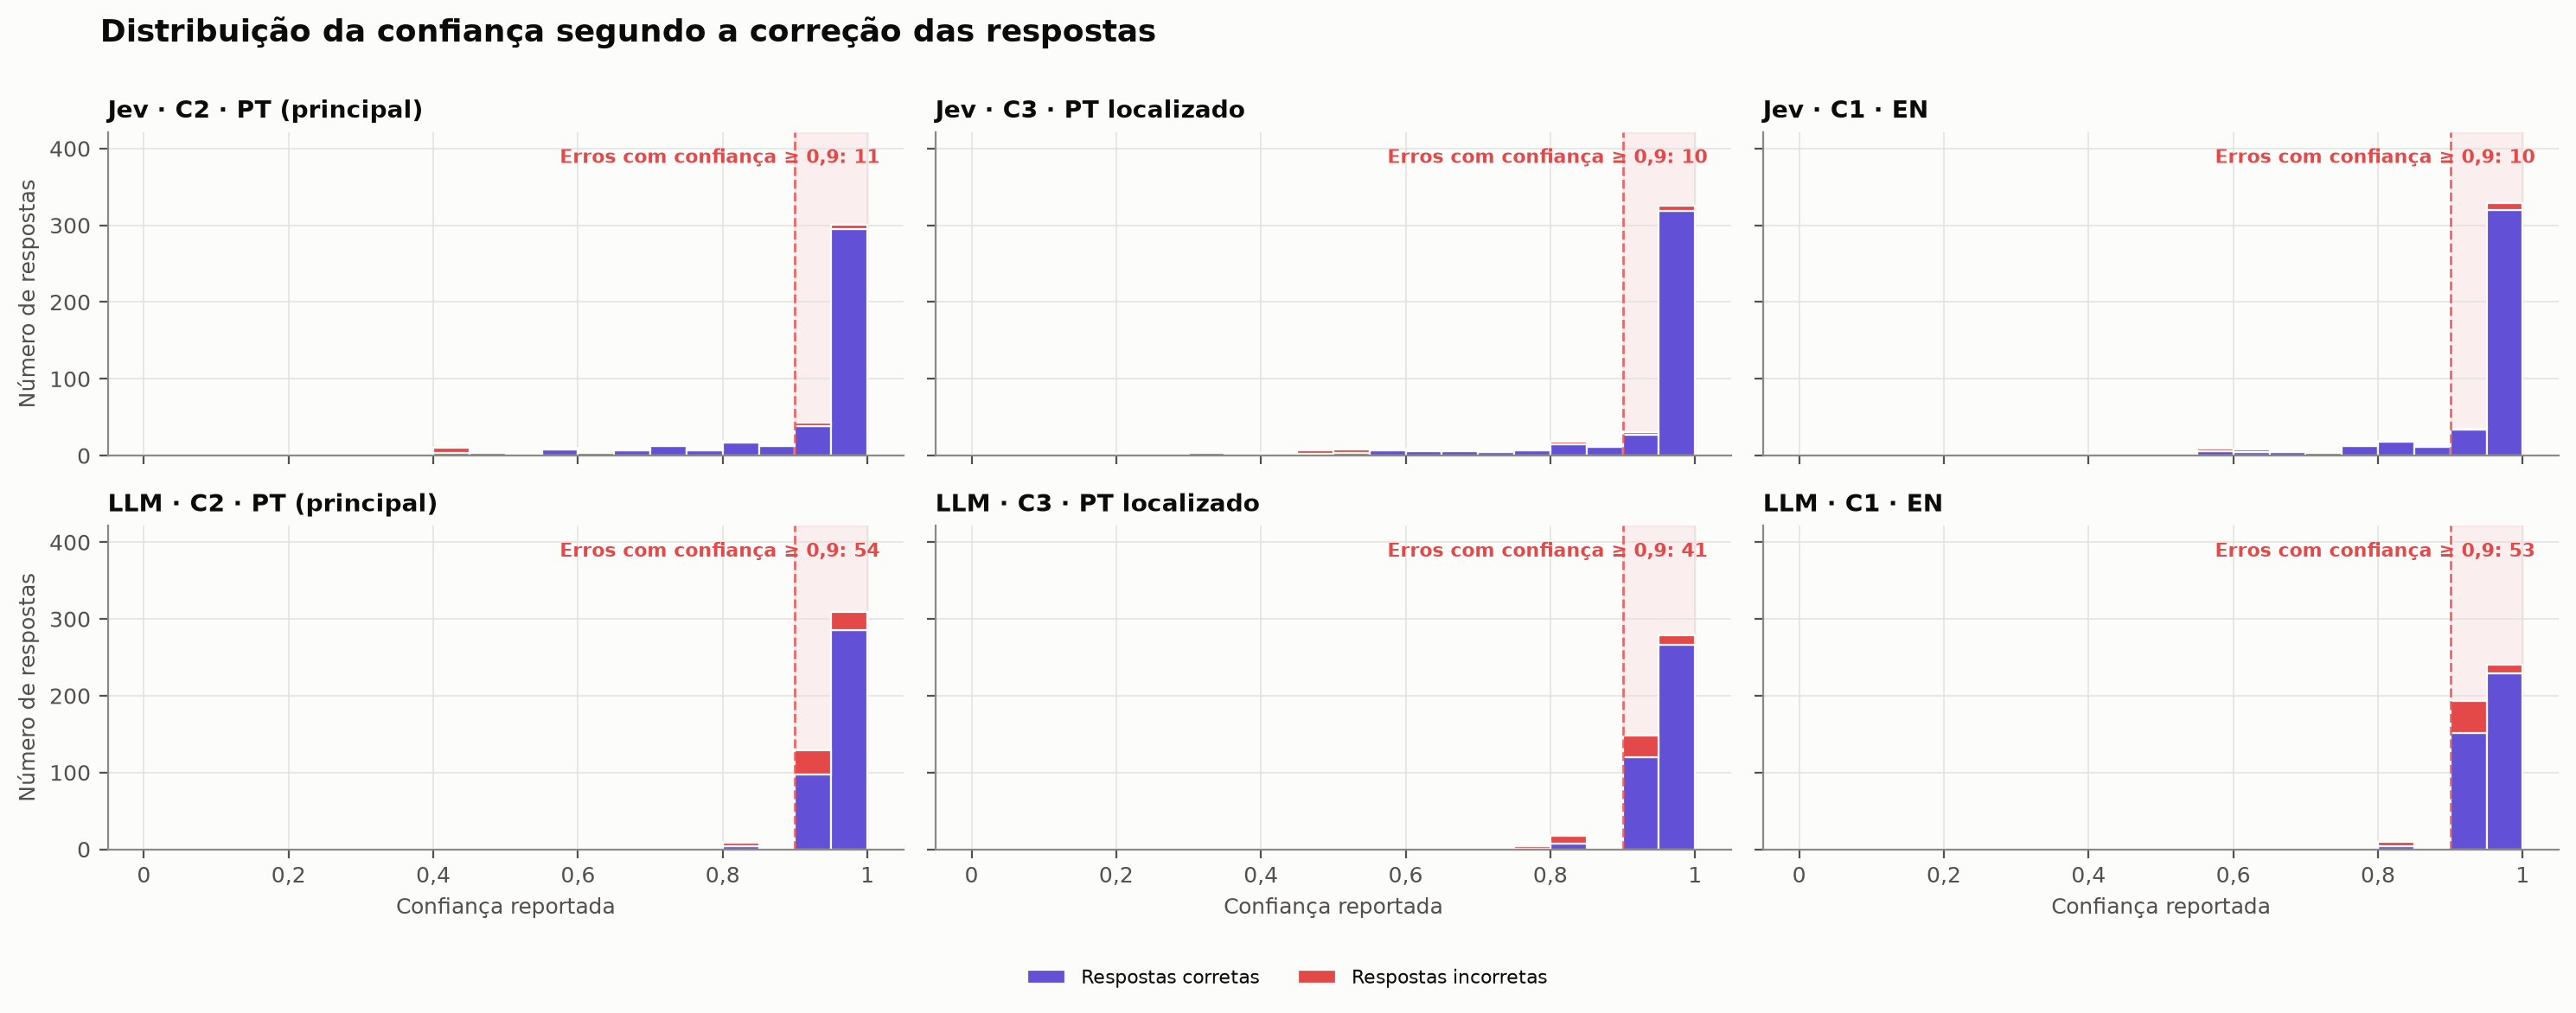 Distribuição da confiança segundo a correção das respostas
Jev · C2 · PT (principal)
Jev · C3 · PT localizado
Jev · C1 · EN
Número de respostas
400
300
200
100
0
Erros com confiança ≥ 0,9: 11
Erros com confiança ≥ 0,9: 10
Erros com confiança ≥ 0,9: 10
LLM · C2 · PT (principal)
LLM · C3 · PT localizado
LLM · C1 · EN
Número de respostas
400
300
200
100
0
Erros com confiança ≥ 0,9: 54
Erros com confiança ≥ 0,9: 41
Erros com confiança ≥ 0,9: 53
0 0,2 0,4 0,6 0,8 1
0 0,2 0,4 0,6 0,8 1
0 0,2 0,4 0,6 0,8 1
Confiança reportada
Confiança reportada
Confiança reportada
Respostas corretas
Respostas incorretas